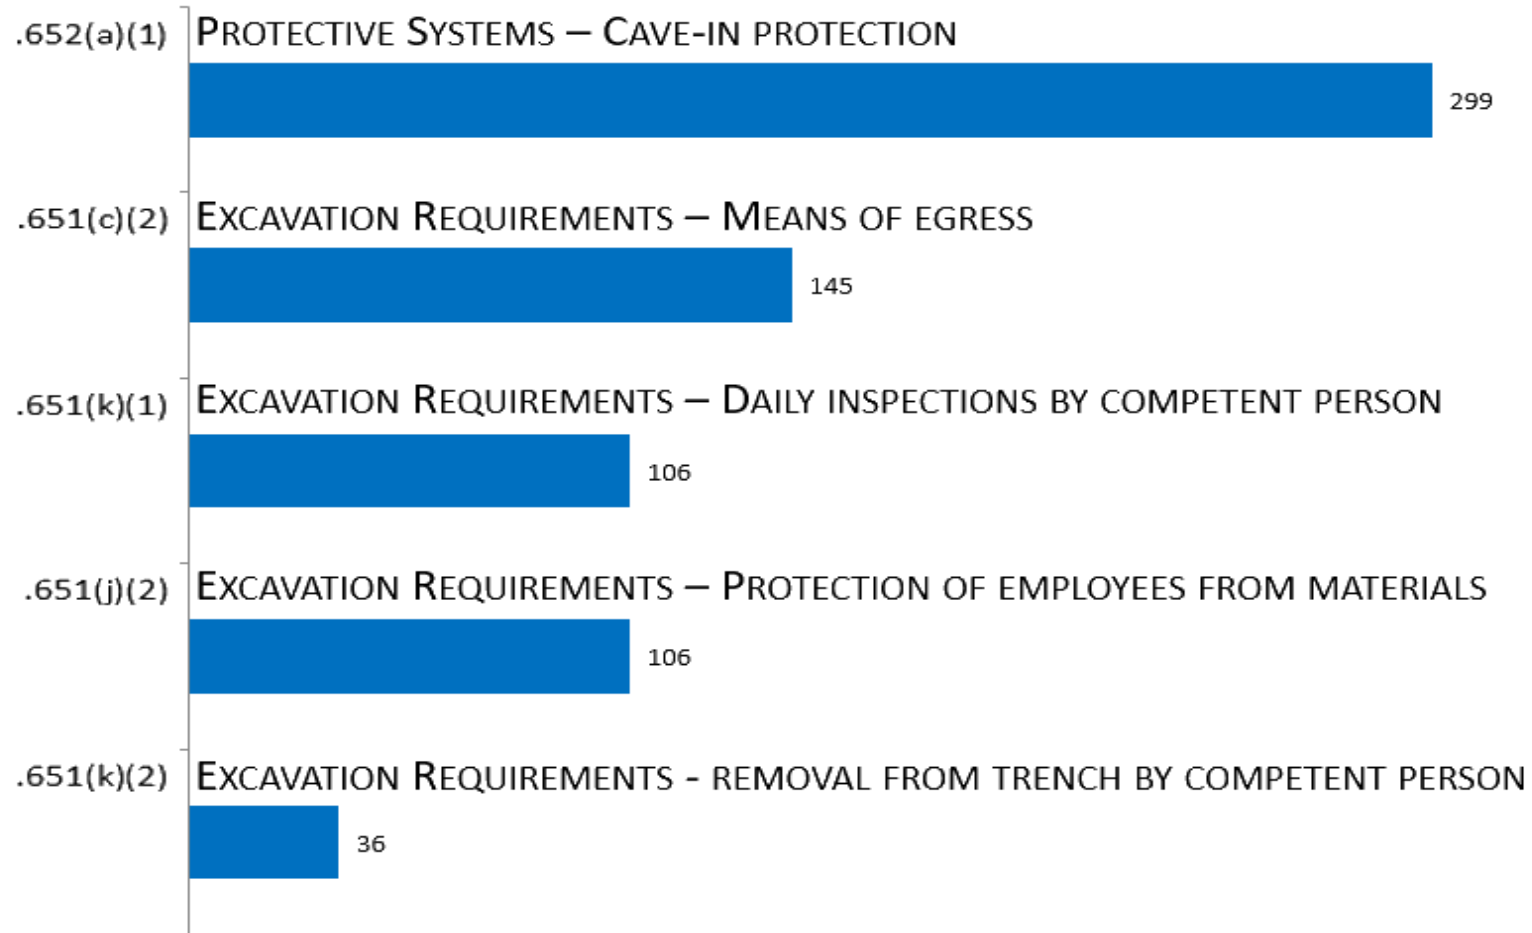 .652(a)(1) PROTECTIVE SYSTEMS – CAVE-IN PROTECTION
299
.651(c)(2) EXCAVATION REQUIREMENTS – MEANS OF EGRESS
145
.651(k)(1) EXCAVATION REQUIREMENTS – DAILY INSPECTIONS BY COMPETENT PERSON
106
.651(j)(2) EXCAVATION REQUIREMENTS – PROTECTION OF EMPLOYEES FROM MATERIALS
106
.651(k)(2) EXCAVATION REQUIREMENTS - REMOVAL FROM TRENCH BY COMPETENT PERSON
36